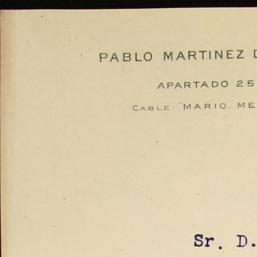 PABLO MARTINEZ D
APARTADO 25
CABLE: MARIO. ME
Sr. D.